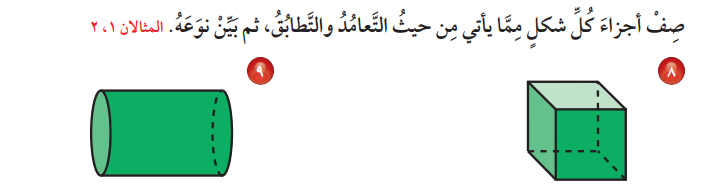 صِفْ أجزاءَ كُلِّ شكلٍ مِمَّا يأتي مِن حيثُ التَّعامُدُ والتَّطابُقُ، ثم بَيِّنْ نوعَهُ. المثالان ١، ٢
٨
٩